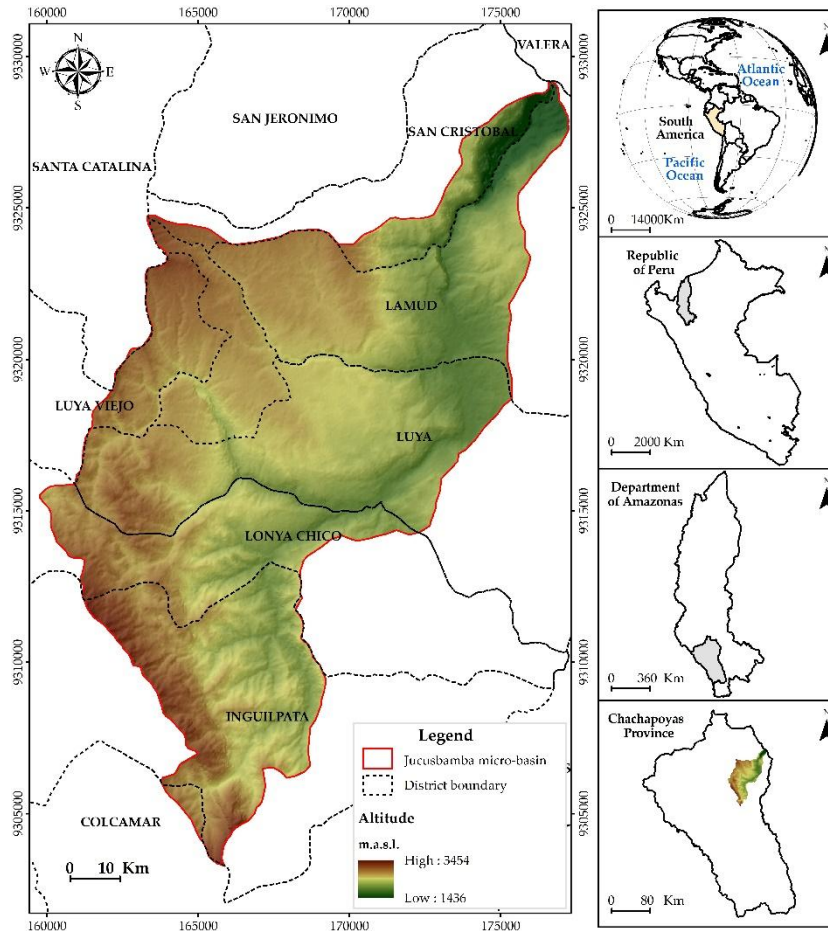 160000 165000 170000 175000
N
W E
S
VALERA
9330000
9330000
SAN JERONIMO
SAN CRISTOBAL
SANTA CATALINA
9325000
9325000
LAMUD
9320000
9320000
LUYA VIEJO
LUYA
9315000
9315000
LONYA CHICO
9310000
9310000
INGUILPATA
9305000
9305000
COLCAMAR
0 10 Km
Legend
Jucusbamba micro-basin
District boundary
Altitude
m.a.s.l.
High : 3454
Low : 1436
160000 165000 170000 175000
Atlantic
Ocean
South
America
Pacific
Ocean
0 14000Km
Republic
of Peru
0 2000 Km
Department
of Amazonas
0 360 Km
Chachapoyas
Province
0 80 Km